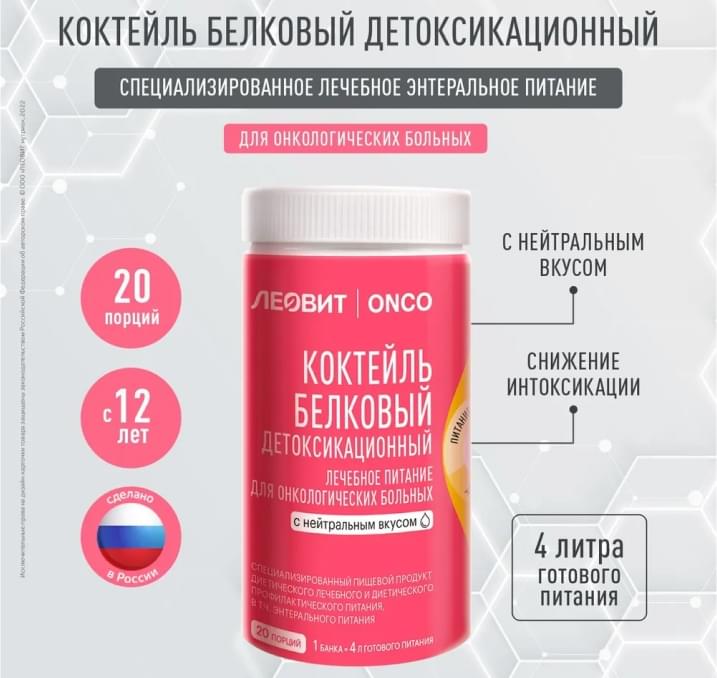 КОКТЕЙЛЬ БЕЛКОВЫЙ ДЕТОКСИКАЦИОННЫЙ
СПЕЦИАЛИЗИРОВАННОЕ ЛЕЧЕБНОЕ ЭНТЕРАЛЬНОЕ ПИТАНИЕ
ДЛЯ ОНКОЛОГИЧЕСКИХ БОЛЬНЫХ
20
порций
с 12
лет
сделано
в России
ЛЕОВИТ | ONCO
КОКТЕЙЛЬ
БЕЛКОВЫЙ
ДЕТОКСИКАЦИОННЫЙ
ЛЕЧЕБНОЕ ПИТАНИЕ
ДЛЯ ОНКОЛОГИЧЕСКИХ БОЛЬНЫХ
с нейтральным вкусом
СПЕЦИАЛИЗИРОВАННЫЙ ПИЩЕВОЙ ПРОДУКТ
ДИЕТИЧЕСКОГО ЛЕЧЕБНОГО И ДИЕТИЧЕСКОГО
ПРОФИЛАКТИЧЕСКОГО ПИТАНИЯ,
В Т.Ч. ЭНТЕРАЛЬНОГО ПИТАНИЯ
20 ПОРЦИЙ
1 БАНКА = 4 Л ГОТОВОГО ПИТАНИЯ
С НЕЙТРАЛЬНЫМ
ВКУСОМ
СНИЖЕНИЕ
ИНТОКСИКАЦИИ
4 литра
готового
питания